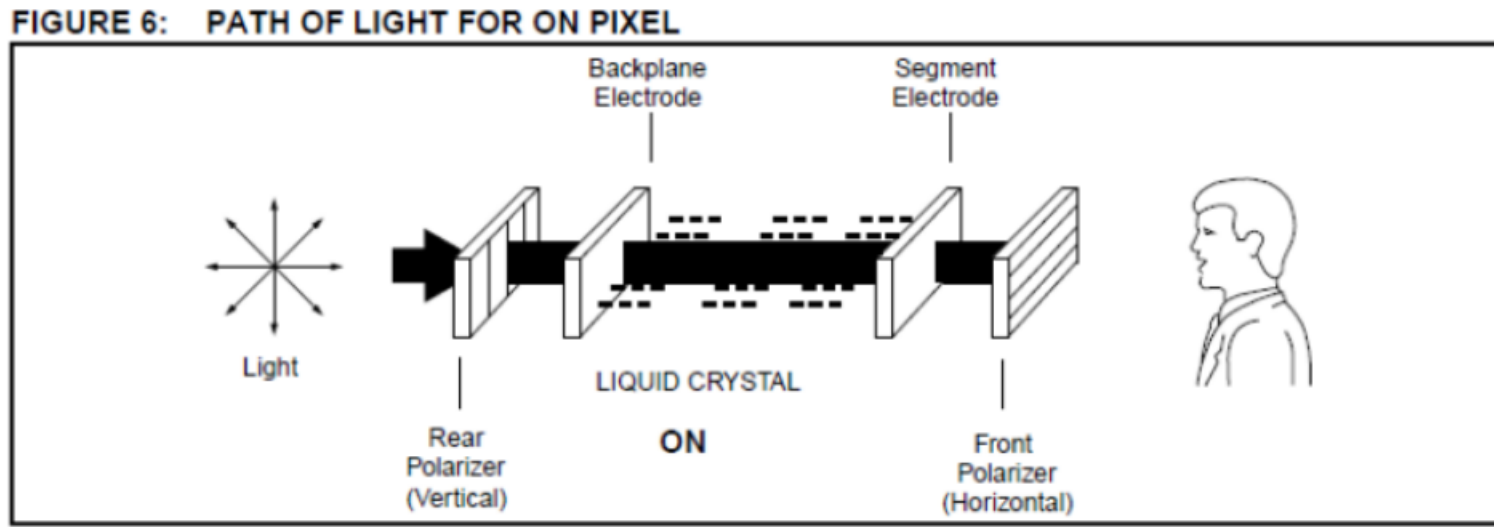 FIGURE 6: PATH OF LIGHT FOR ON PIXEL
Backplane
Electrode
Segment
Electrode
Light
LIQUID CRYSTAL
Rear
Polarizer
(Vertical)
ON
Front
Polarizer
(Horizontal)